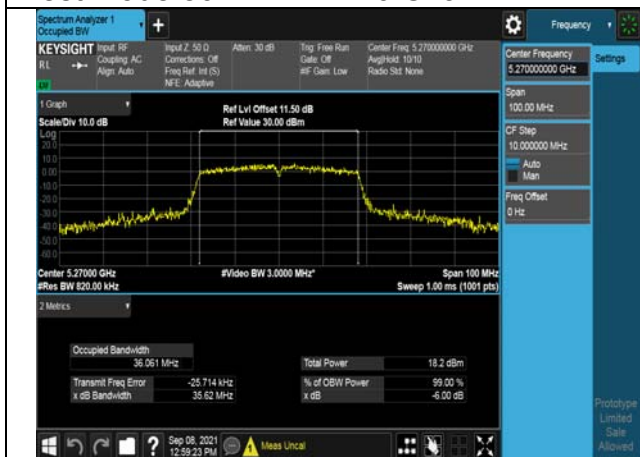 Spectrum Analyzer 1
Occupied BW
+
Frequency
KEYSIGHT
RL
Input: RF
Coupling: AC
Align: Auto
Input Z: 50 Ω
Corrections: Off
Freq Ref: Int (S)
NFE: Adaptive
Atten: 30 dB
Trig: Free Run
Gate: Off
#IF Gain: Low
Center Freq: 5.270000000 GHz
Avg|Hold: 10/10
Radio Std: None
Center Frequency
5.270000000 GHz
Settings
Span
100.00 MHz
CF Step
10.000000 MHz
Auto
Man
Freq Offset
0 Hz
1 Graph
Scale/Div 10.0 dB
Ref Lvl Offset 11.50 dB
Ref Value 30.00 dBm
Log
20.0
10.0
0.00
-10.0
-20.0
-30.0
-40.0
-50.0
-60.0
Center 5.27000 GHz
#Res BW 820.00 kHz
#Video BW 3.0000 MHz*
Span 100 MHz
Sweep 1.00 ms (1001 pts)
2 Metrics
Occupied Bandwidth
36.061 MHz
Total Power 18.2 dBm
Transmit Freq Error -25.714 kHz
% of OBW Power 99.00 %
x dB Bandwidth 35.62 MHz
x dB -6.00 dB
Prototype
Limited
Sale
Allowed
?
Sep 08, 2021
12:59:23 PM
Meas Uncal